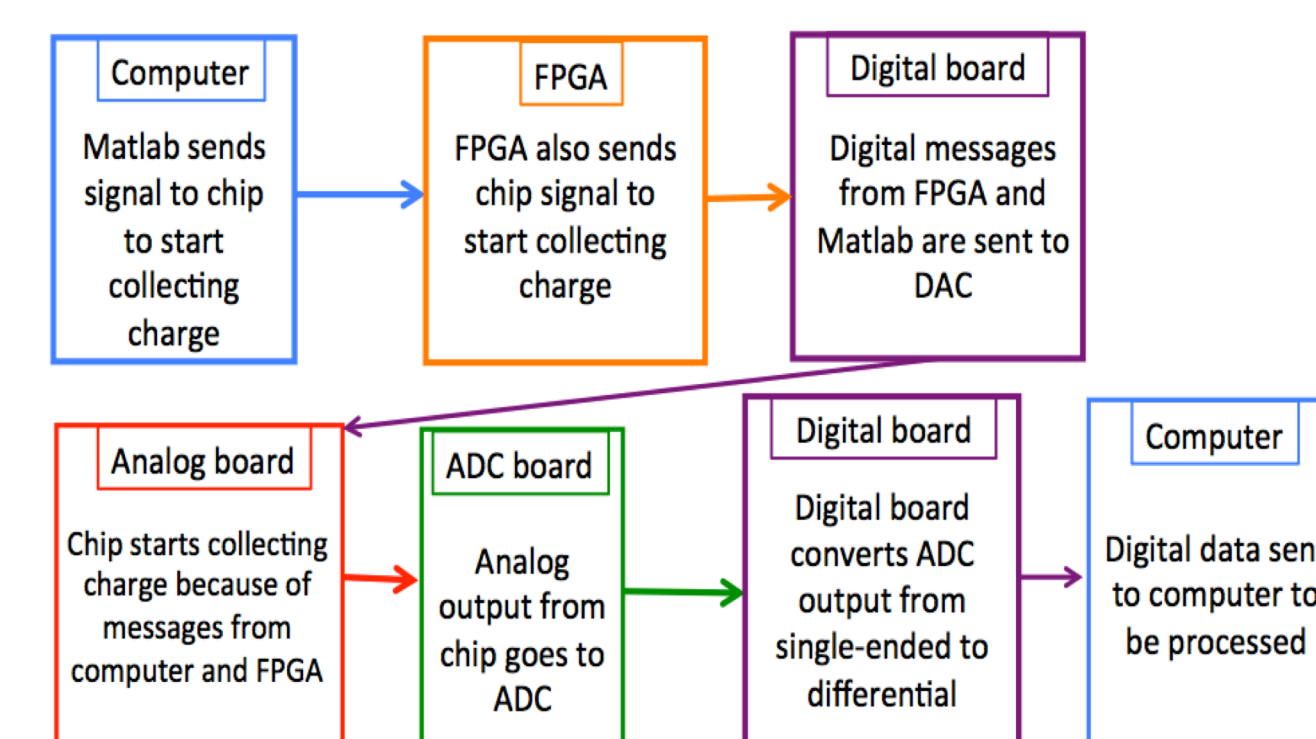 Computer
Matlab sends
signal to chip
to start
collecting
charge
FPGA
FPGA also sends
chip signal to
start collecting
charge
Digital board
Digital messages
from FPGA and
Matlab are sent to
DAC
Analog board
Chip starts collecting
charge because of
messages from
computer and FPGA
ADC board
Analog
output from
chip goes to
ADC
Digital board
Digital board
converts ADC
output from
single-ended to
differential
Computer
Digital data sen
to computer to
be processed